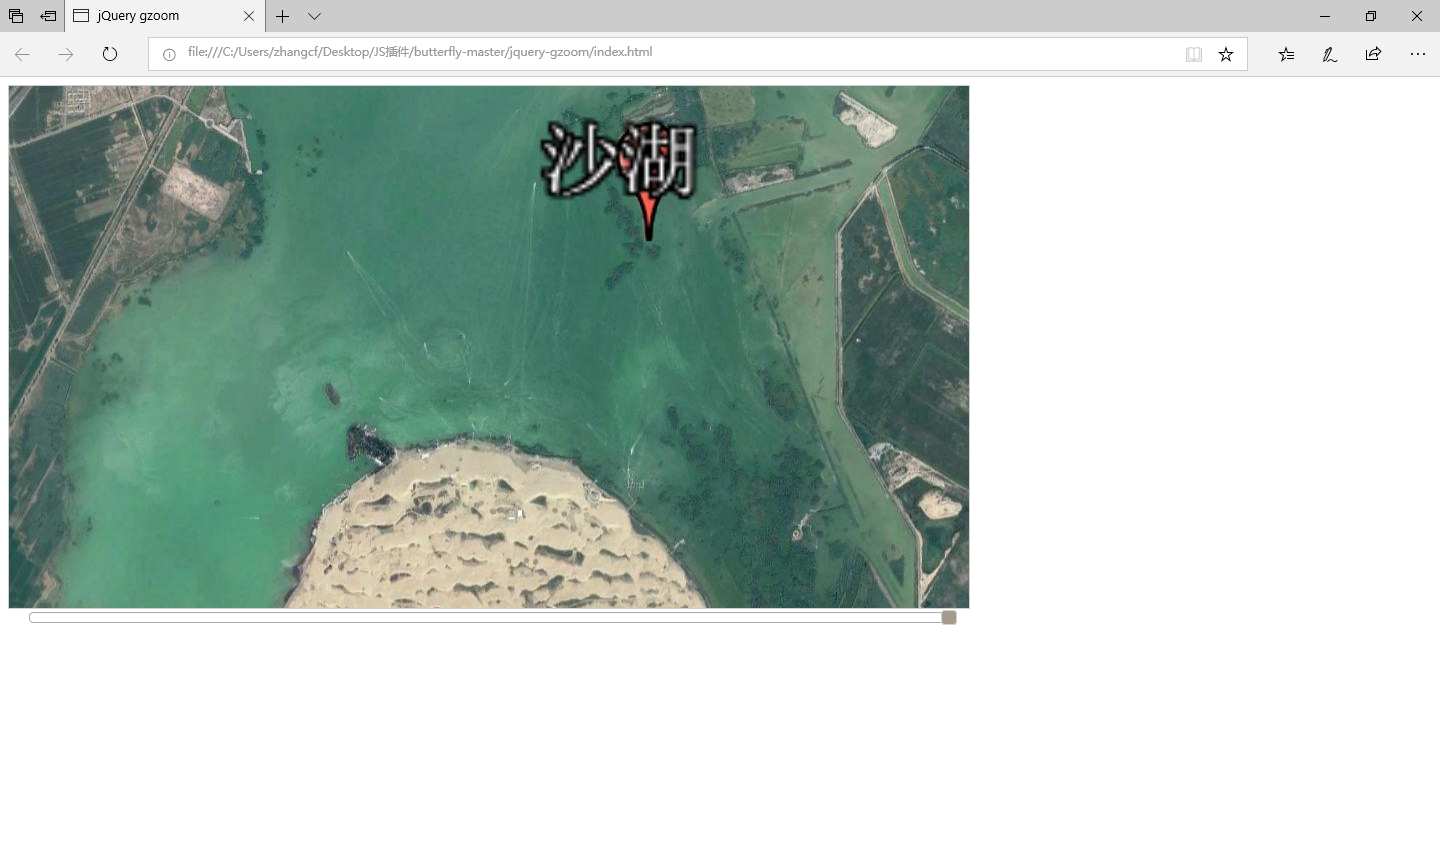 jQuery gzoom
file:///C:/Users/zhangcf/Desktop/JS插件/butterfly-master/jquery-gzoom/index.html
沙湖